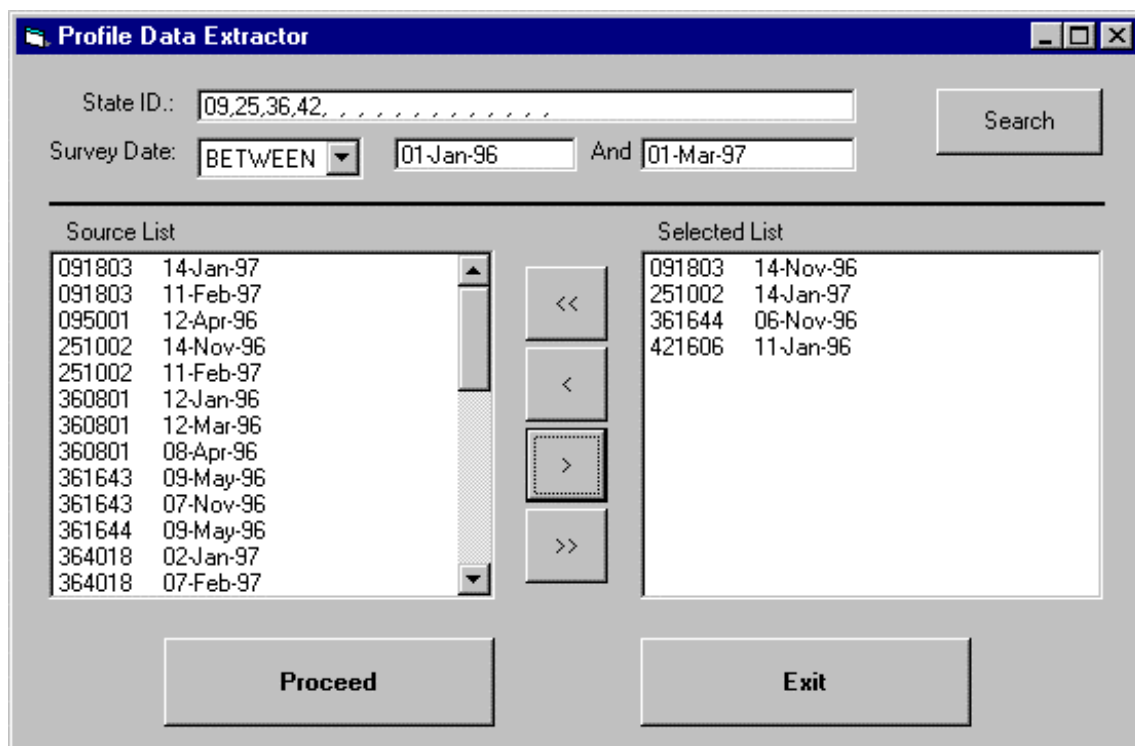 Profile Data Extractor
State ID.: 09,25,36,42, , , , , , , , , , , , ,
Search
Survey Date: BETWEEN 01-Jan-96 And 01-Mar-97
Source List
091803 14-Jan-97
091803 11-Feb-97
095001 12-Apr-96
251002 14-Nov-96
251002 11-Feb-97
360801 12-Jan-96
360801 12-Mar-96
360801 08-Apr-96
361643 09-May-96
361643 07-Nov-96
361644 09-May-96
364018 02-Jan-97
364018 07-Feb-97
<<
<
>
>>
Selected List
091803 14-Nov-96
251002 14-Jan-97
361644 06-Nov-96
421606 11-Jan-96
Proceed
Exit